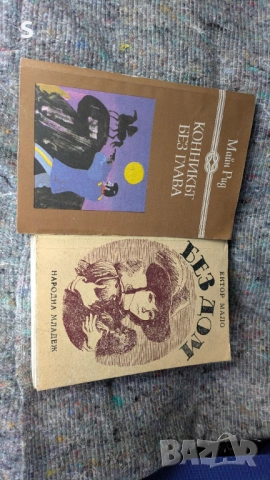 Майн Рид
КОННИКЪТ
БЕЗ ГЛАВА
ЕКТОР МАЛО
БЕЗ ДОМ
НАРОДНА МЛАДЕЖ
BAZAR